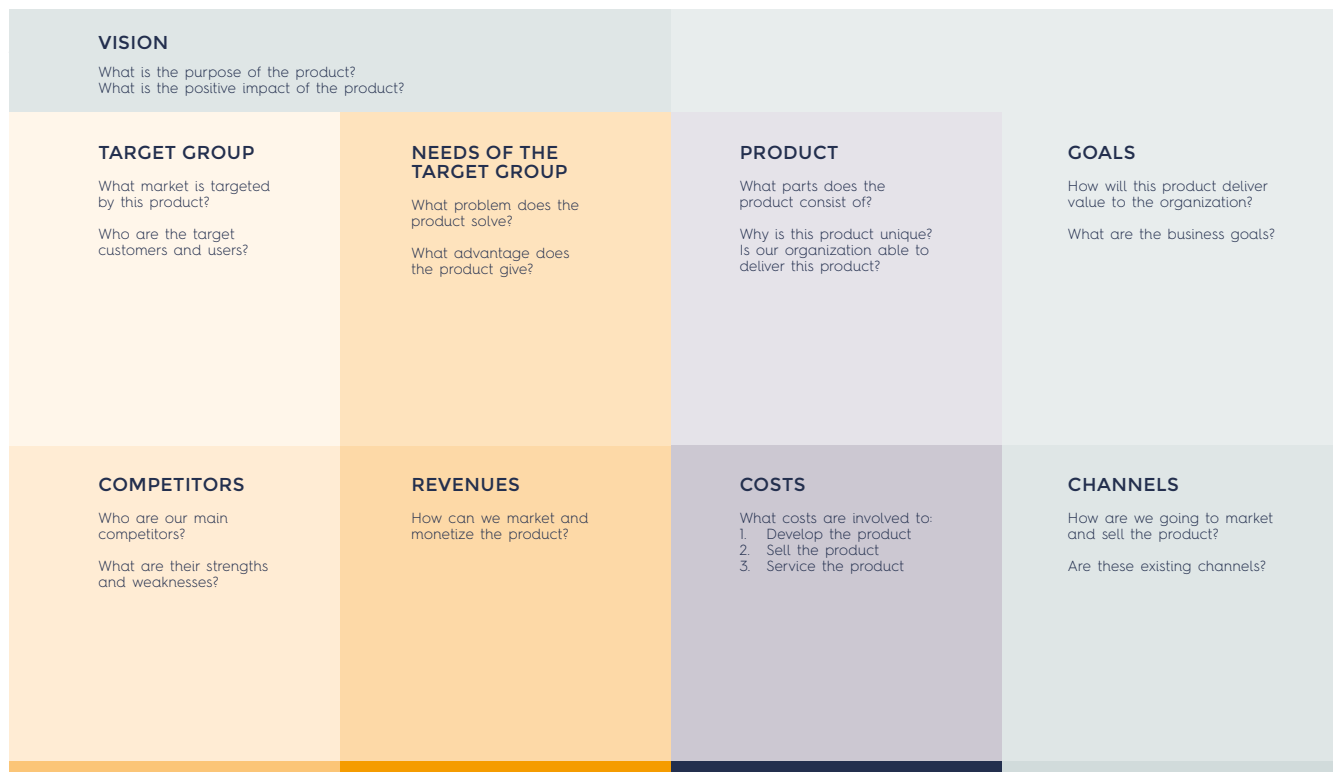 VISION
What is the purpose of the product?
What is the positive impact of the product?
TARGET GROUP
What market is targeted
by this product?
Who are the target
customers and users?
NEEDS OF THE
TARGET GROUP
What problem does the
product solve?
What advantage does
the product give?
PRODUCT
What parts does the
product consist of?
Why is this product unique?
Is our organization able to
deliver this product?
GOALS
How will this product deliver
value to the organization?
What are the business goals?
COMPETITORS
Who are our main
competitors?
What are their strengths
and weaknesses?
REVENUES
How can we market and
monetize the product?
COSTS
What costs are involved to:
1. Develop the product
2. Sell the product
3. Service the product
CHANNELS
How are we going to market
and sell the product?
Are these existing channels?